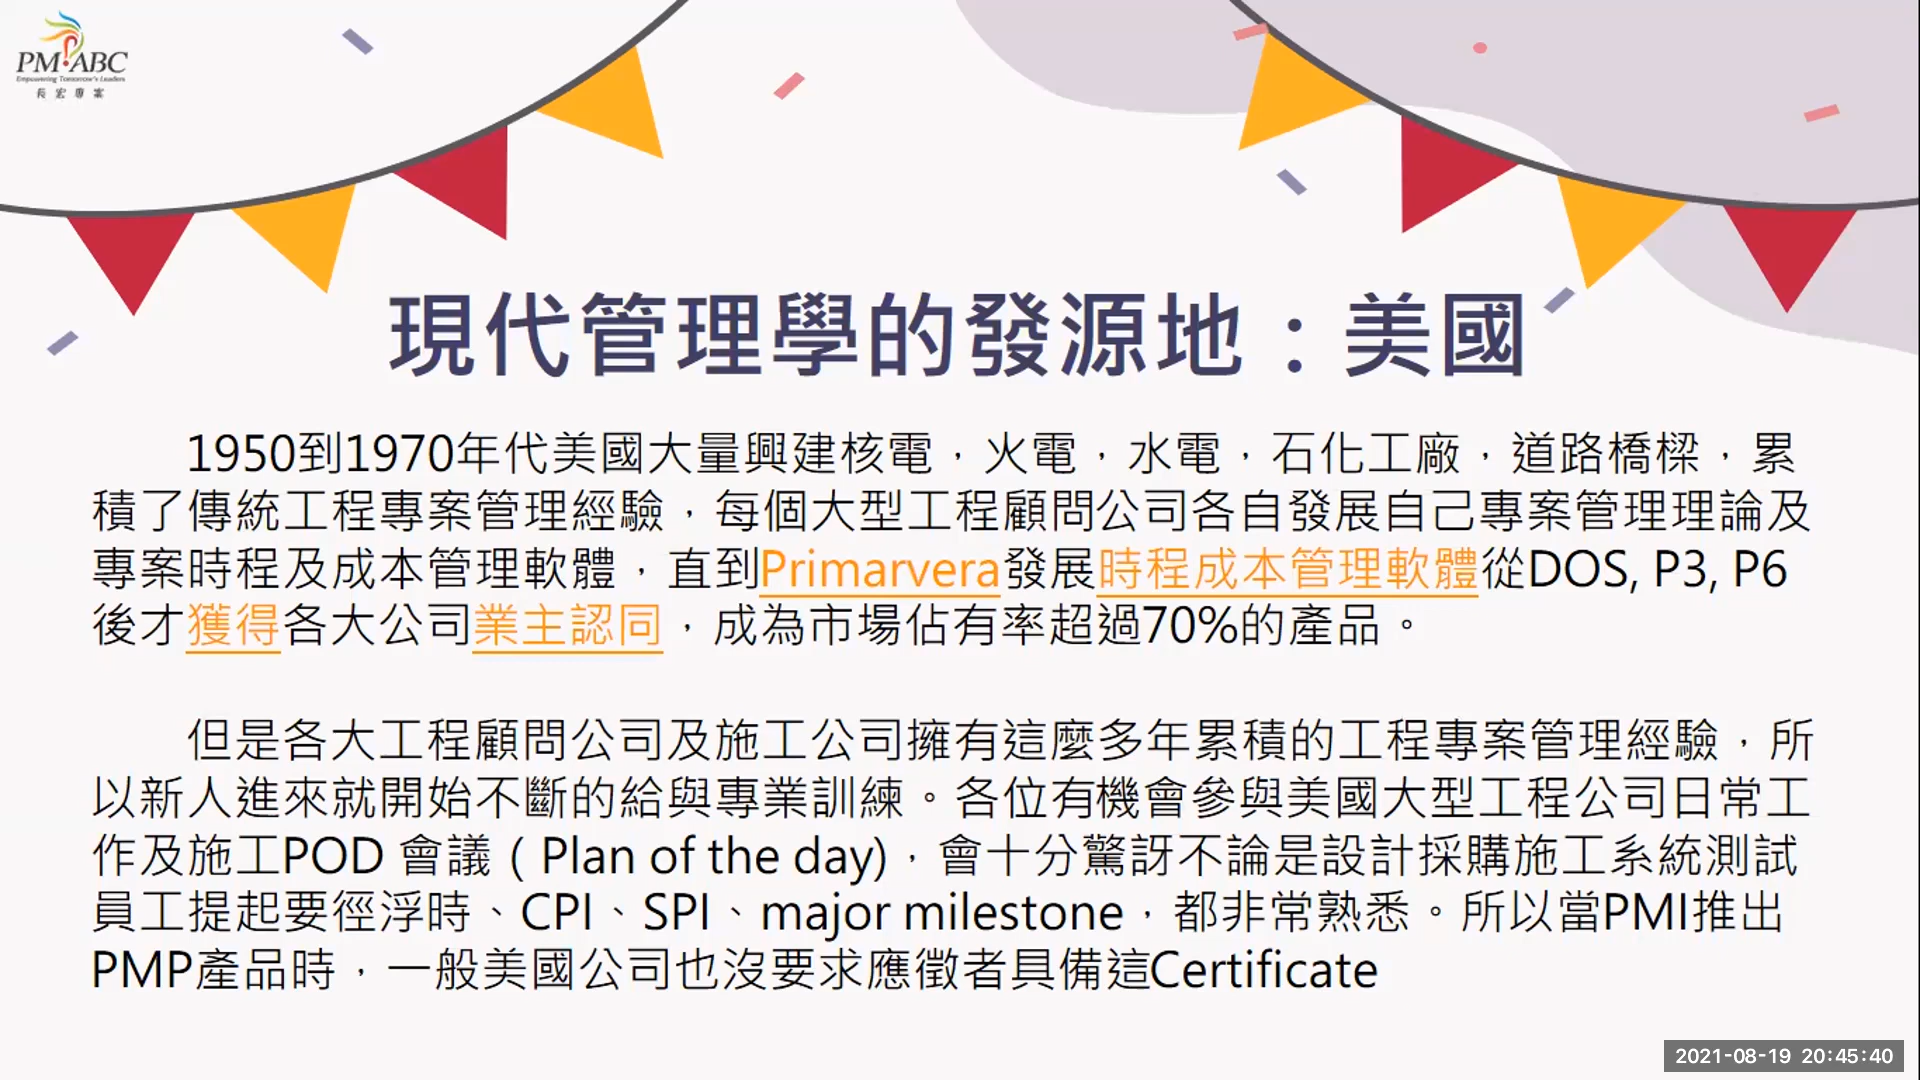 PM ABC
Empowering Tomorrow's Leaders
長宏專案
現代管理學的發源地：美國
1950到1970年代美國大量興建核電，火電，水電，石化工廠，道路橋樑，累
積了傳統工程專案管理經驗，每個大型工程顧問公司各自發展自己專案管理理論及
專案時程及成本管理軟體，直到Primarvera發展時程成本管理軟體從DOS, P3, P6
後才獲得各大公司業主認同，成為市場佔有率超過70%的產品。
但是各大工程顧問公司及施工公司擁有這麼多年累積的工程專案管理經驗，所
以新人進來就開始不斷的給與專業訓練。各位有機會參與美國大型工程公司日常工
作及施工POD 會議（Plan of the day)，會十分驚訝不論是設計採購施工系統測試
員工提起要徑浮時、CPI、SPI、major milestone，都非常熟悉。所以當PMI推出
PMP產品時，一般美國公司也沒要求應徵者具備這Certificate
2021-08-19 20:45:40